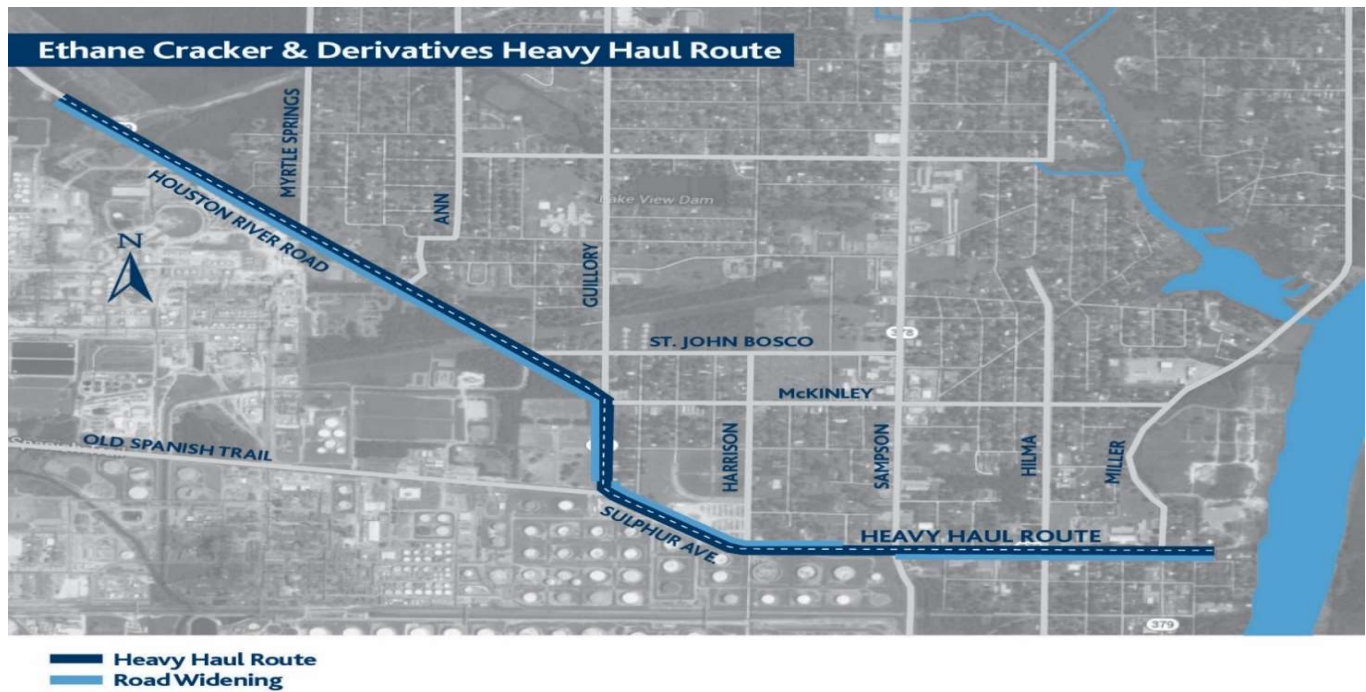 Ethane Cracker & Derivatives Heavy Haul Route
MYRTLE SPRINGS
HOUSTON RIVER ROAD
ANN
Lake View Dam
N
GUILLORY
ST. JOHN BOSCO
378
McKINLEY
OLD SPANISH TRAIL
HARRISON
SAMPSON
HILMA
MILLER
SULPHUR AVE.
HEAVY HAUL ROUTE
379
Heavy Haul Route
Road Widening